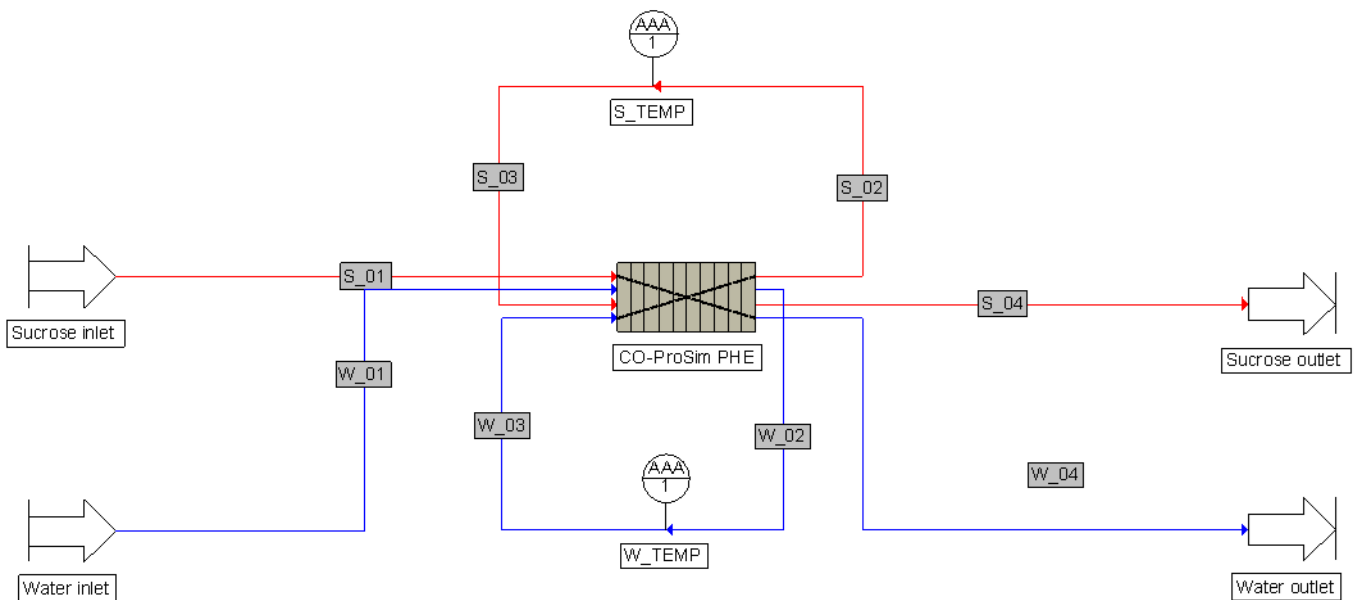 AAA
1
S_TEMP
S_03
S_02
S_01
Sucrose inlet
S_04
CO-ProSim PHE
Sucrose outlet
W_01
W_03
W_02
AAA
1
W_04
W_TEMP
Water inlet
Water outlet